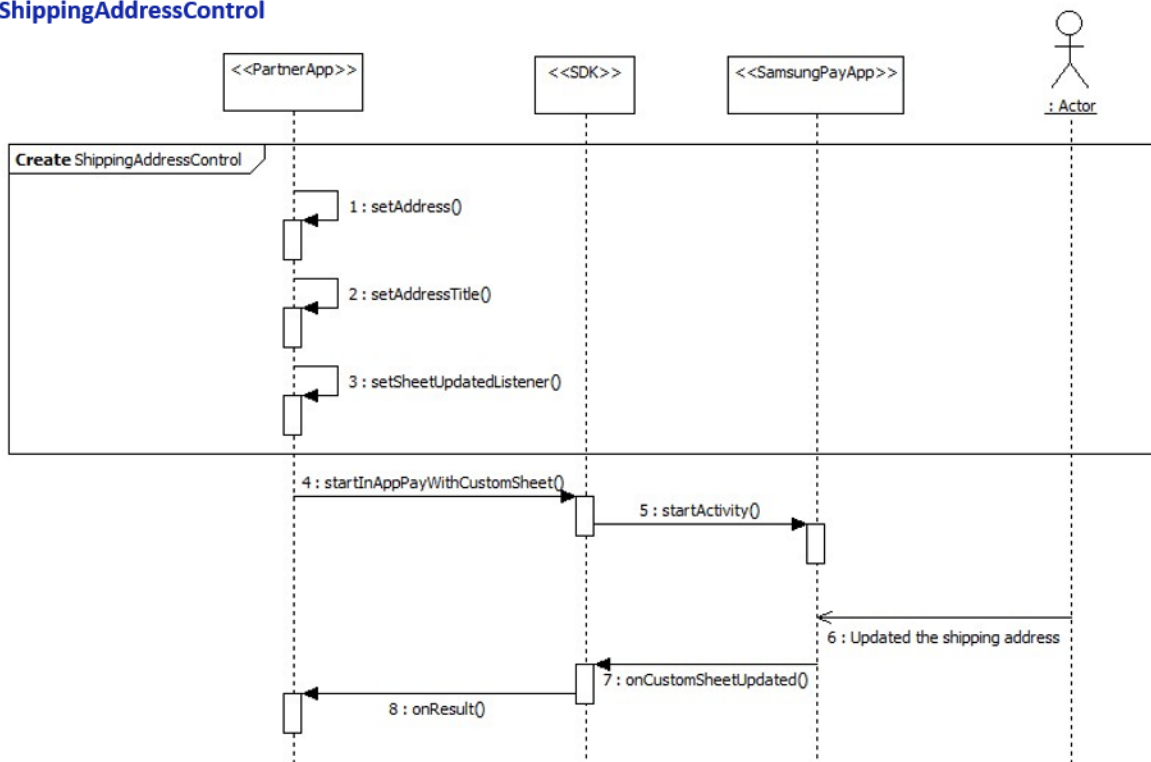 ShippingAddressControl
<<PartnerApp>>
<<SDK>>
<<SamsungPayApp>>
: Actor
Create ShippingAddressControl
1 : setAddress()
2 : setAddressTitle()
3 : setSheetUpdatedListener()
4 : startInAppPayWithCustomSheet()
5 : startActivity()
6 : Updated the shipping address
7 : onCustomSheetUpdated()
8 : onResult()